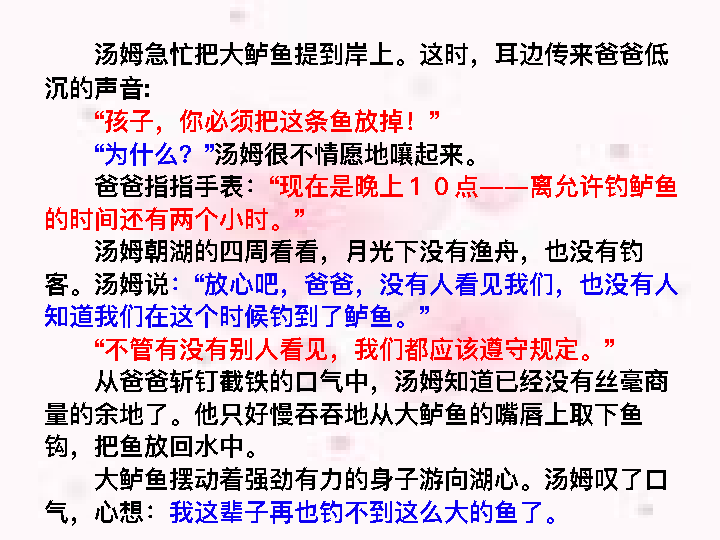 汤姆急忙把大鲈鱼提到岸上。这时，耳边传来爸爸低
沉的声音:
“孩子，你必须把这条鱼放掉！”
“为什么？”汤姆很不情愿地嚷起来。
爸爸指指手表：“现在是晚上１０点——离允许钓鲈鱼
的时间还有两个小时。”
汤姆朝湖的四周看看，月光下没有渔舟，也没有钓
客。汤姆说：“放心吧，爸爸，没有人看见我们，也没有人
知道我们在这个时候钓到了鲈鱼。”
“不管有没有别人看见，我们都应该遵守规定。”
从爸爸斩钉截铁的口气中，汤姆知道已经没有丝毫商
量的余地了。他只好慢吞吞地从大鲈鱼的嘴唇上取下鱼
钩，把鱼放回水中。
大鲈鱼摆动着强劲有力的身子游向湖心。汤姆叹了口
气，心想：我这辈子再也钓不到这么大的鱼了。